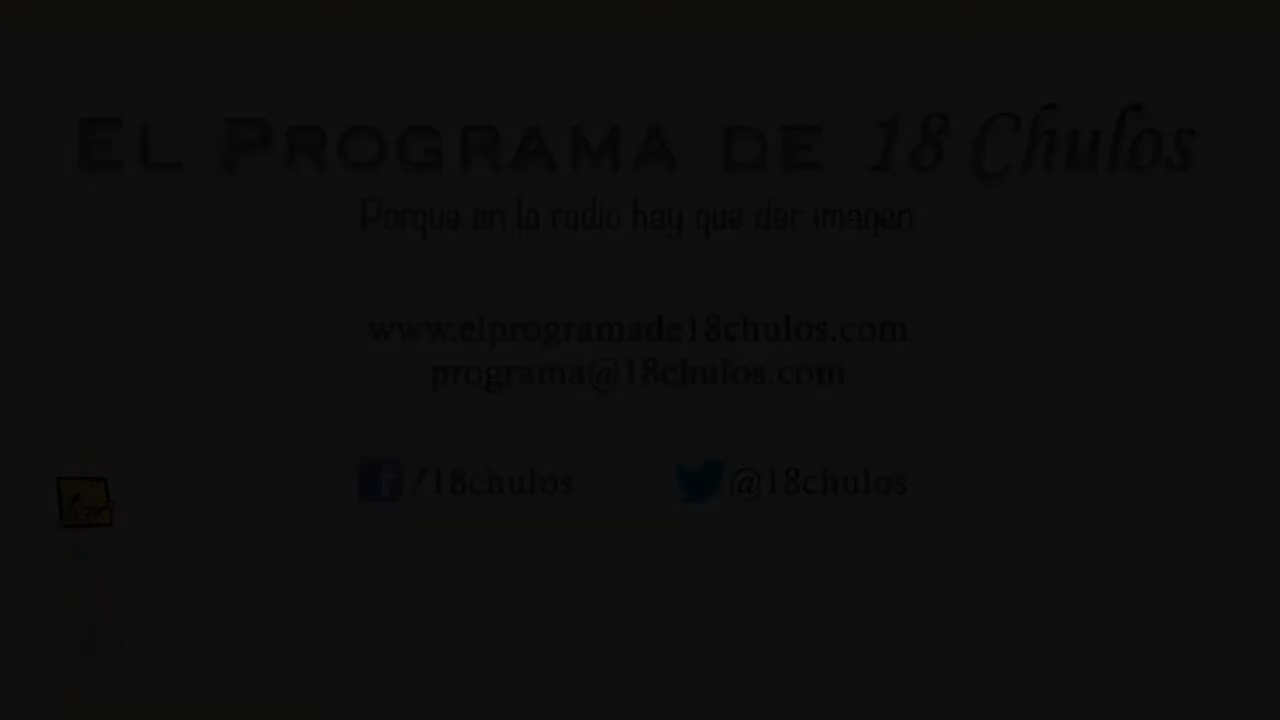 El Programa de 18 Chulos
Porque en la radio hay que dar imagen
www.elprogramade18chulos.com
programa@18chulos.com
/18chulos @18chulos